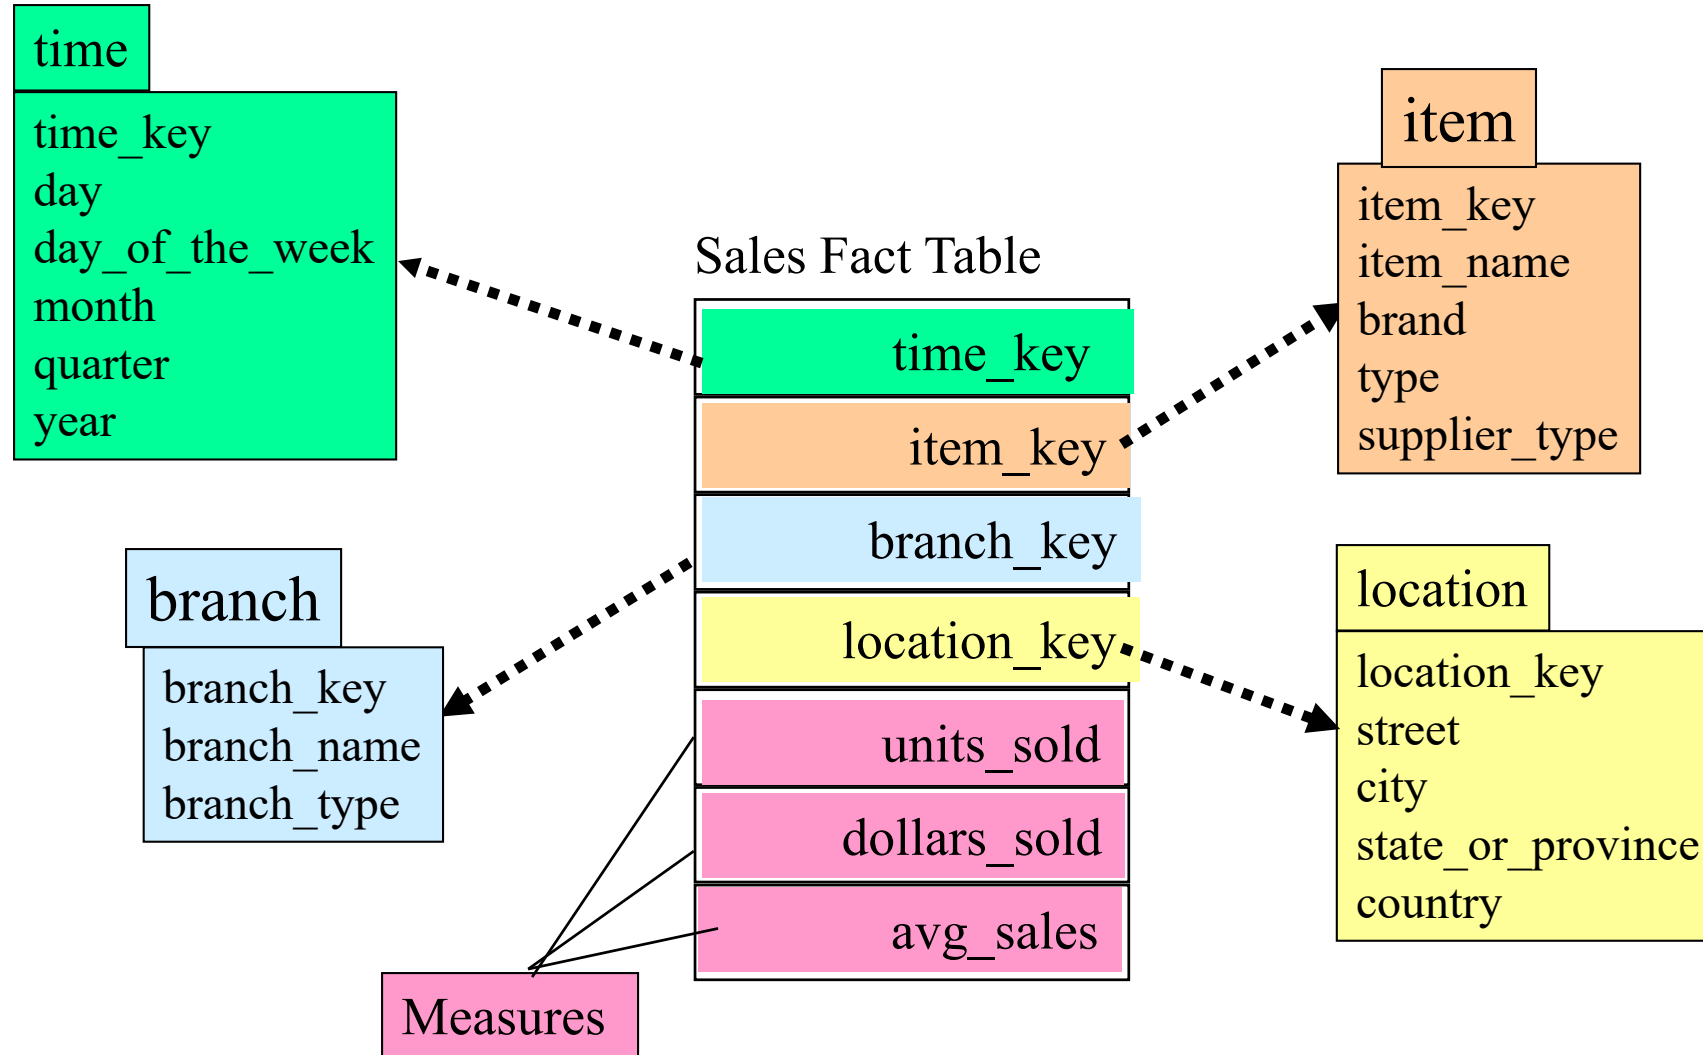 time
time_key
day
day_of_the_week
month
quarter
year
item
item_key
item_name
brand
type
supplier_type
Sales Fact Table
time_key
item_key
branch_key
location_key
units_sold
dollars_sold
avg_sales
branch
branch_key
branch_name
branch_type
location
location_key
street
city
state_or_province
country
Measures